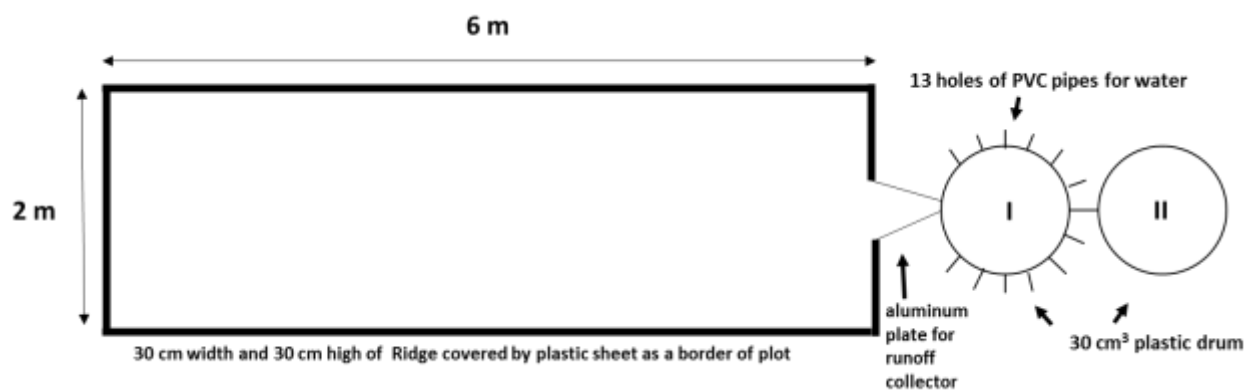 6 m
13 holes of PVC pipes for water
2 m
I
II
aluminum
plate for
runoff
collector
30 cm³ plastic drum
30 cm width and 30 cm high of Ridge covered by plastic sheet as a border of plot